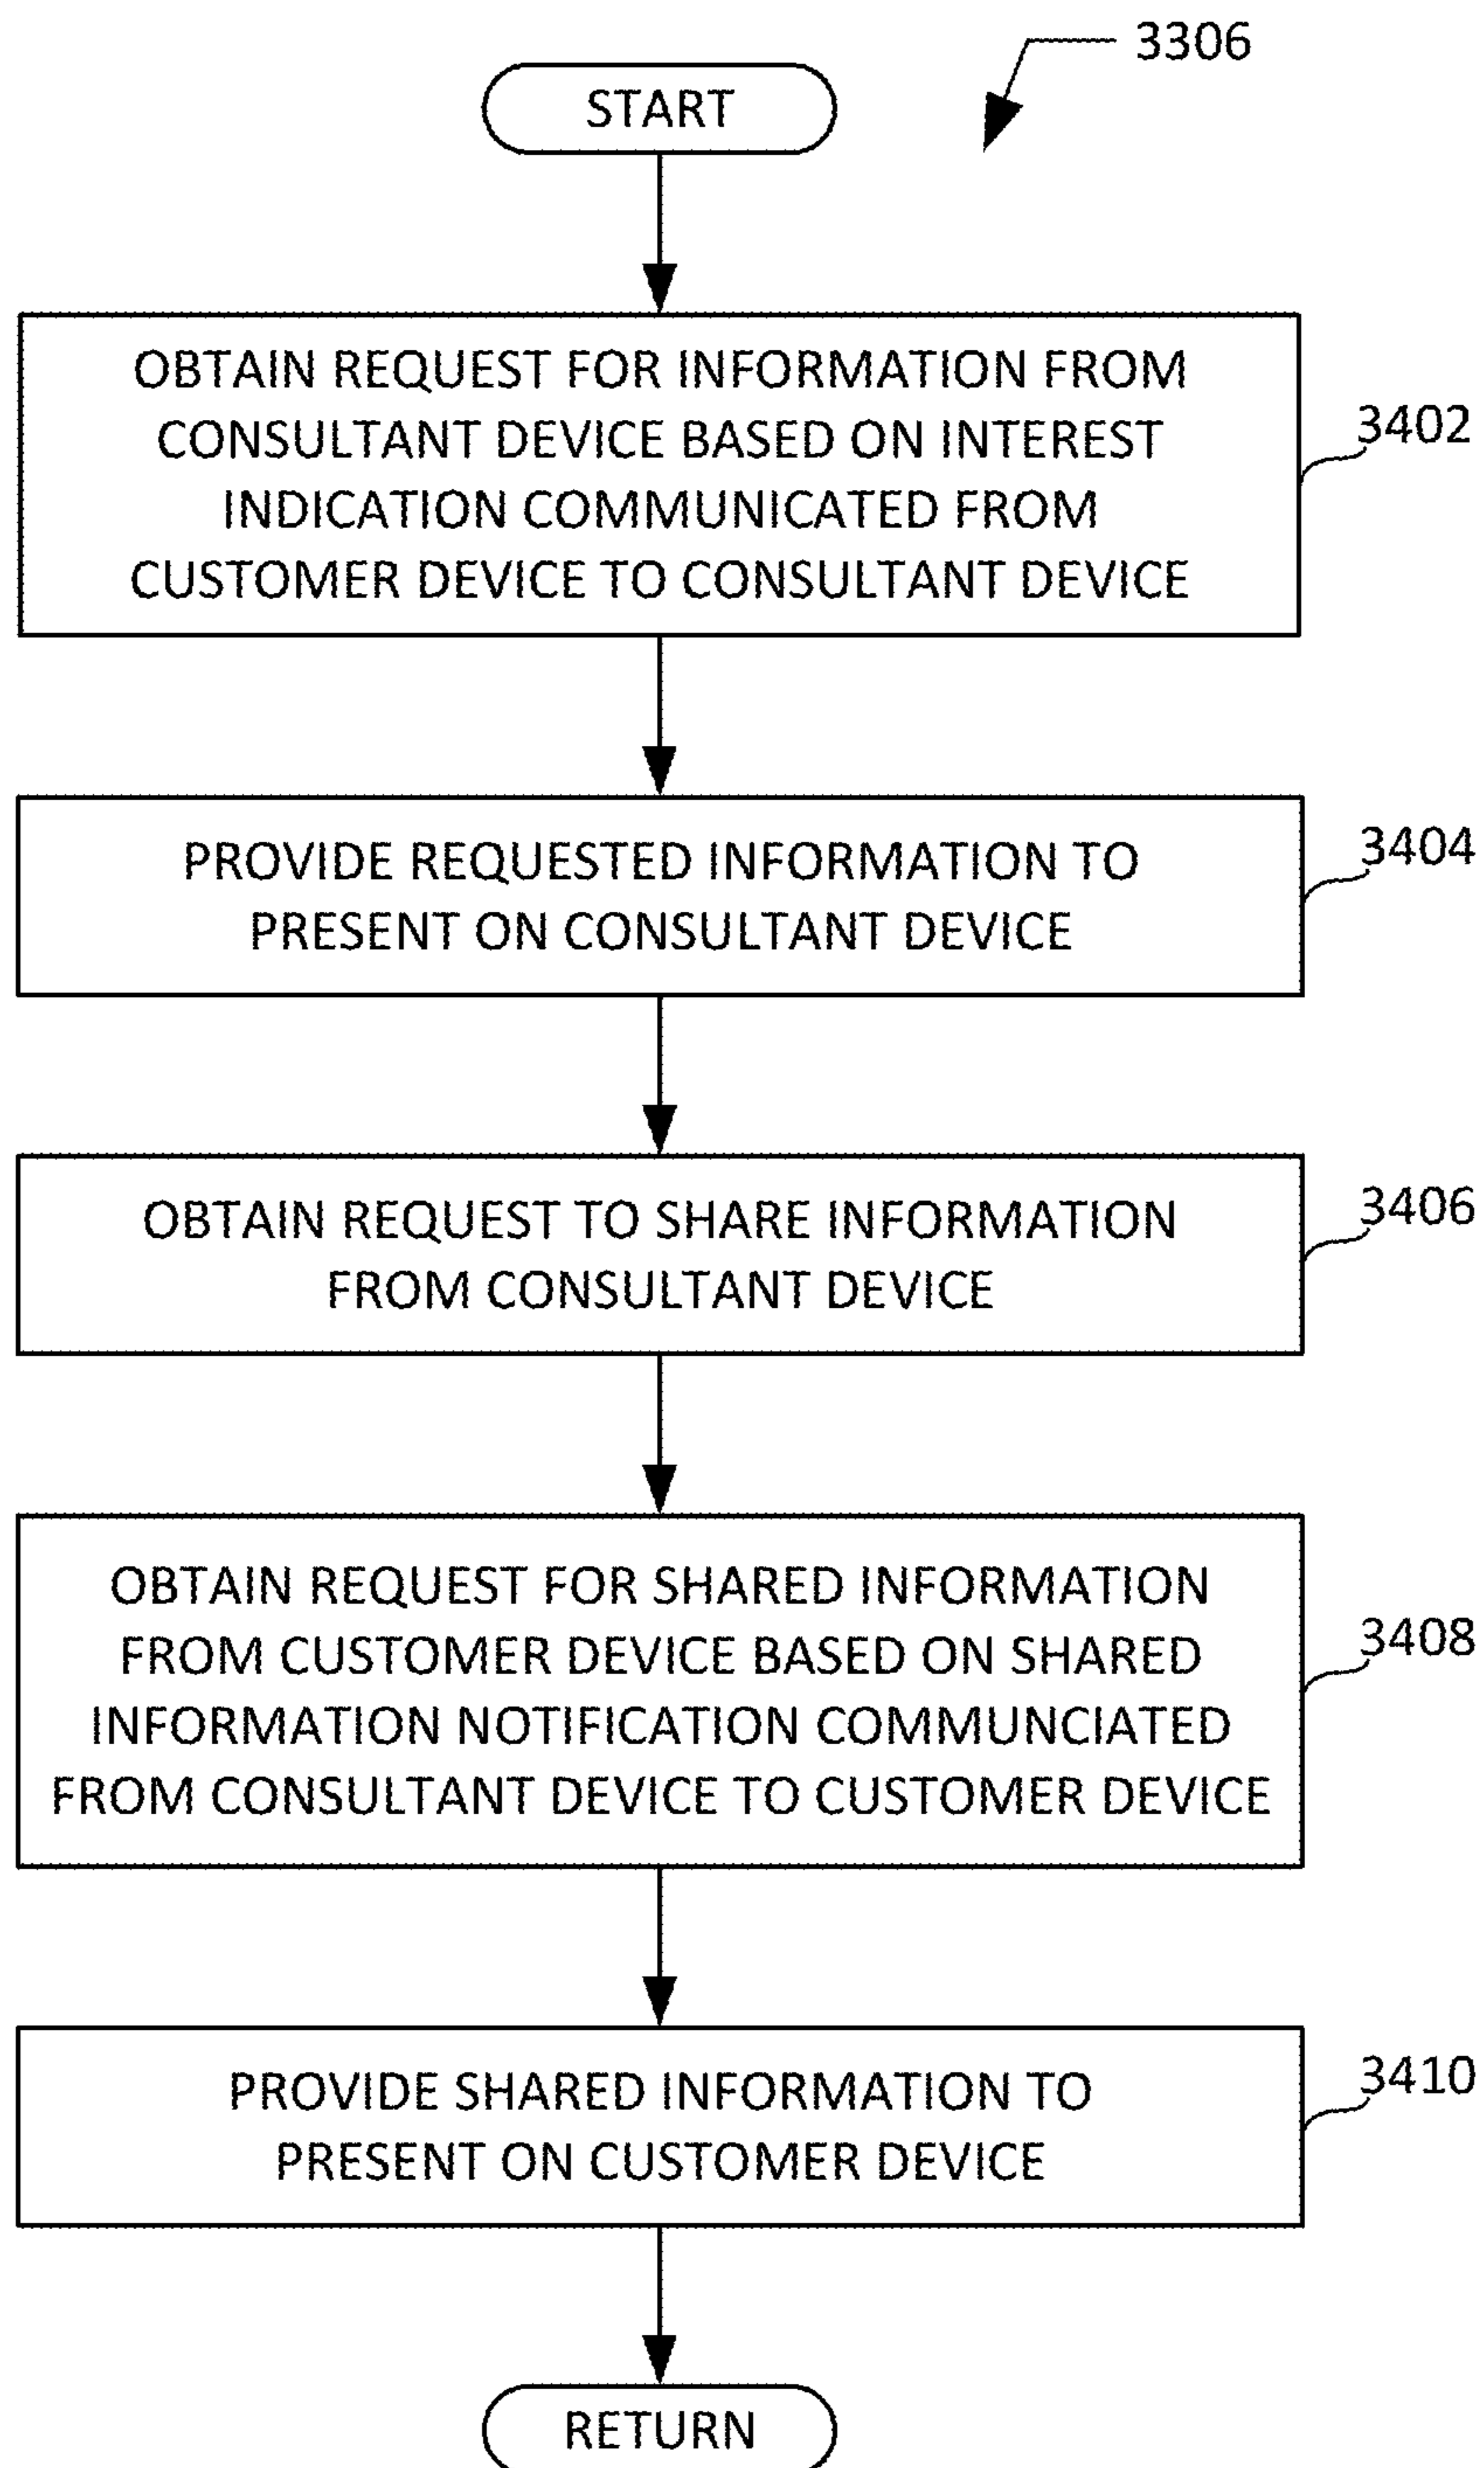 3306
START
OBTAIN REQUEST FOR INFORMATION FROM
CONSULTANT DEVICE BASED ON INTEREST
INDICATION COMMUNICATED FROM
CUSTOMER DEVICE TO CONSULTANT DEVICE
3402
PROVIDE REQUESTED INFORMATION TO
PRESENT ON CONSULTANT DEVICE
3404
OBTAIN REQUEST TO SHARE INFORMATION
FROM CONSULTANT DEVICE
3406
OBTAIN REQUEST FOR SHARED INFORMATION
FROM CUSTOMER DEVICE BASED ON SHARED
INFORMATION NOTIFICATION COMMUNCIATED
FROM CONSULTANT DEVICE TO CUSTOMER DEVICE
3408
PROVIDE SHARED INFORMATION TO
PRESENT ON CUSTOMER DEVICE
3410
RETURN